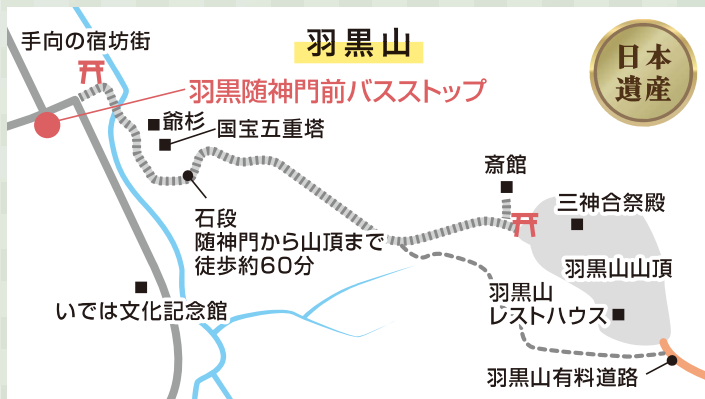 羽黒山
日本
遺産
手向の宿坊街
羽黒随神門前バスストップ
爺杉
国宝五重塔
斎館
三神合祭殿
石段
随神門から山頂まで
徒歩約60分
羽黒山山頂
羽黒山
レストハウス
いでは文化記念館
羽黒山有料道路